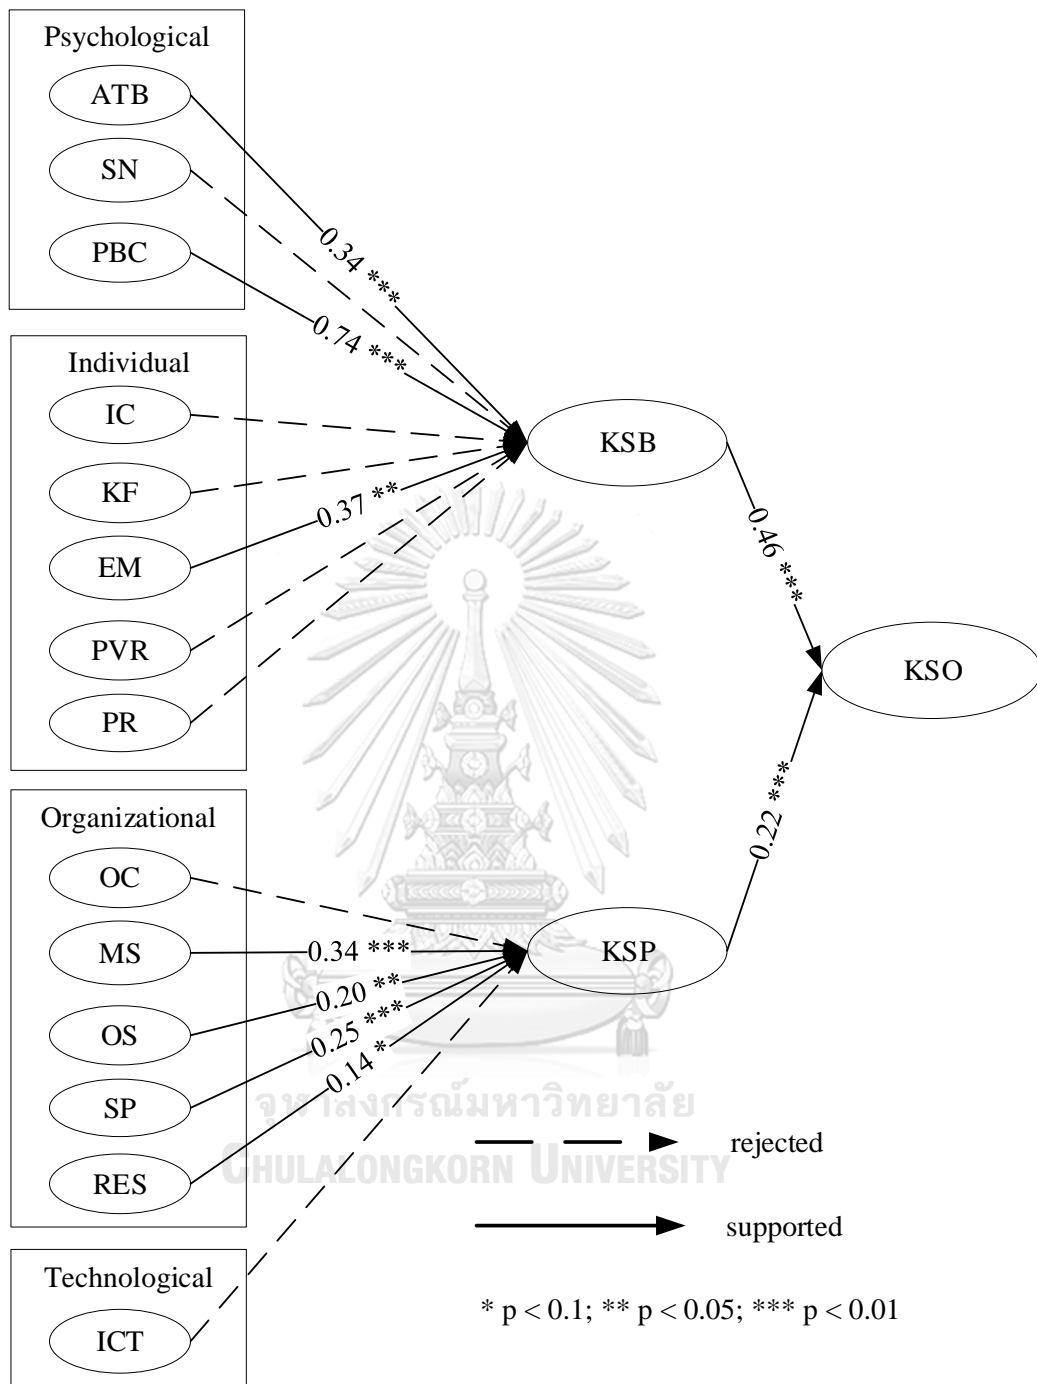 Psychological
ATB
SN
PBC
0.34 ***
0.74 ***
Individual
IC
KF
EM
PVR
PR
0.37 **
KSB
0.46 ***
KSO
0.22 ***
Organizational
OC
MS
OS
SP
RES
0.34 ***
0.20 **
0.25 ***
0.14 *
KSP
จุฬาลงกรณ์มหาวิทยาลัย
CHULALONGKORN UNIVERSITY
rejected
supported
Technological
ICT
* p < 0.1; ** p < 0.05; *** p < 0.01